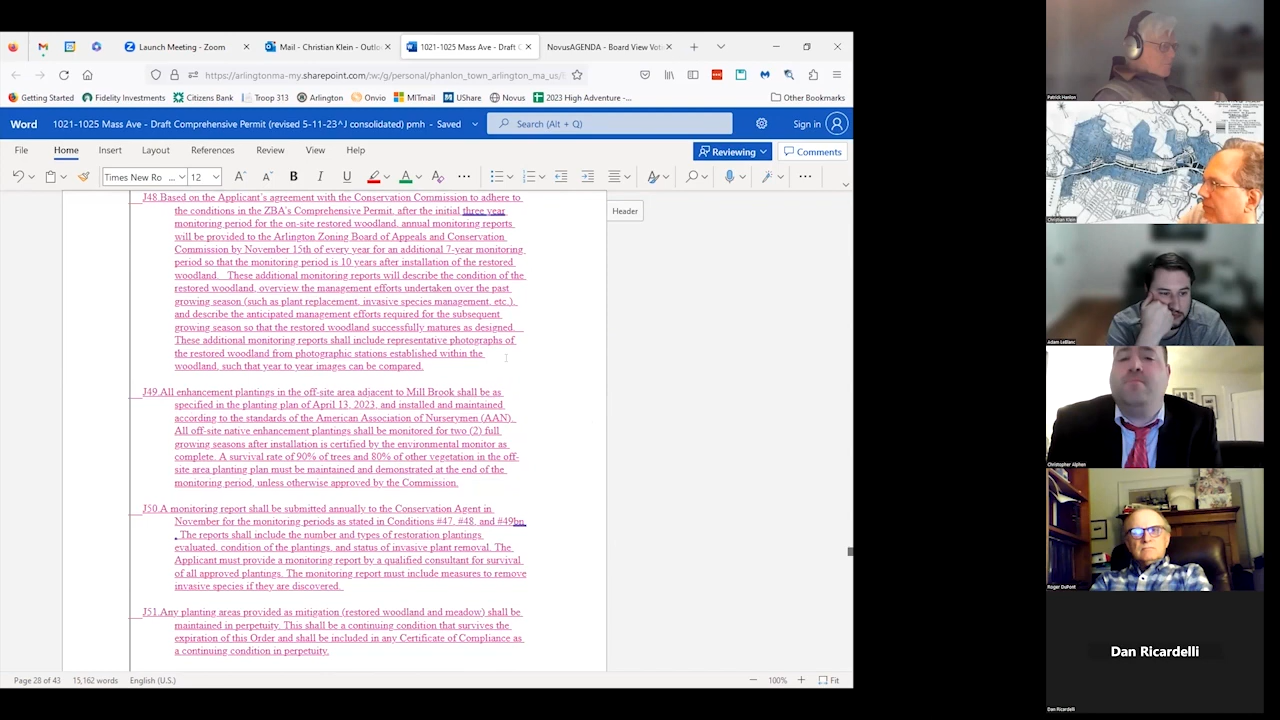 Launch Meeting - Zoom
Mail - Christian Klein - Outlo
1021-1025 Mass Ave - Draft C
NovusAGENDA - Board View Vot
https://arlingtonma-my.sharepoint.com/:w:/g/personal/phanlon_town_arlington_ma_us/
Getting Started
Fidelity Investments
Citizens Bank
Troop 313
Arlington
Onvio
MITmail
UShare
Novus
2023 High Adventure -...
Other Bookmarks
Word
1021-1025 Mass Ave - Draft Comprehensive Permit (revised 5-11-23^J consolidated) pmh - Saved
Search (Alt + Q)
Sign in
File
Home
Insert
Layout
References
Review
View
Help
Reviewing
Comments
Times New Ro ...
12
Header
J48.Based on the Applicant's agreement with the Conservation Commission to adhere to
the conditions in the ZBA's Comprehensive Permit, after the initial three year
monitoring period for the on-site restored woodland, annual monitoring reports
will be provided to the Arlington Zoning Board of Appeals and Conservation
Commission by November 15th of every year for an additional 7-year monitoring
period so that the monitoring period is 10 years after installation of the restored
woodland. These additional monitoring reports will describe the condition of the
restored woodland, overview the management efforts undertaken over the past
growing season (such as plant replacement, invasive species management, etc.),
and describe the anticipated management efforts required for the subsequent
growing season so that the restored woodland successfully matures as designed.
These additional monitoring reports shall include representative photographs of
the restored woodland from photographic stations established within the
woodland, such that year to year images can be compared.
J49.All enhancement plantings in the off-site area adjacent to Mill Brook shall be as
specified in the planting plan of April 13, 2023, and installed and maintained
according to the standards of the American Association of Nurserymen (AAN).
All off-site native enhancement plantings shall be monitored for two (2) full
growing seasons after installation is certified by the environmental monitor as
complete. A survival rate of 90% of trees and 80% of other vegetation in the off-
site area planting plan must be maintained and demonstrated at the end of the
monitoring period, unless otherwise approved by the Commission.
J50.A monitoring report shall be submitted annually to the Conservation Agent in
November for the monitoring periods as stated in Conditions #47, #48, and #49bn
. The reports shall include the number and types of restoration plantings
evaluated, condition of the plantings, and status of invasive plant removal. The
Applicant must provide a monitoring report by a qualified consultant for survival
of all approved plantings. The monitoring report must include measures to remove
invasive species if they are discovered.
J51.Any planting areas provided as mitigation (restored woodland and meadow) shall be
maintained in perpetuity. This shall be a continuing condition that survives the
expiration of this Order and shall be included in any Certificate of Compliance as
a continuing condition in perpetuity.
Page 28 of 43
15,162 words
English (U.S.)
100%
Fit
Patrick Hanlon
Christian Klein
Adam LeBlanc
Christopher Alphen
Roger DuPont
Dan Ricardelli
Dan Ricardelli